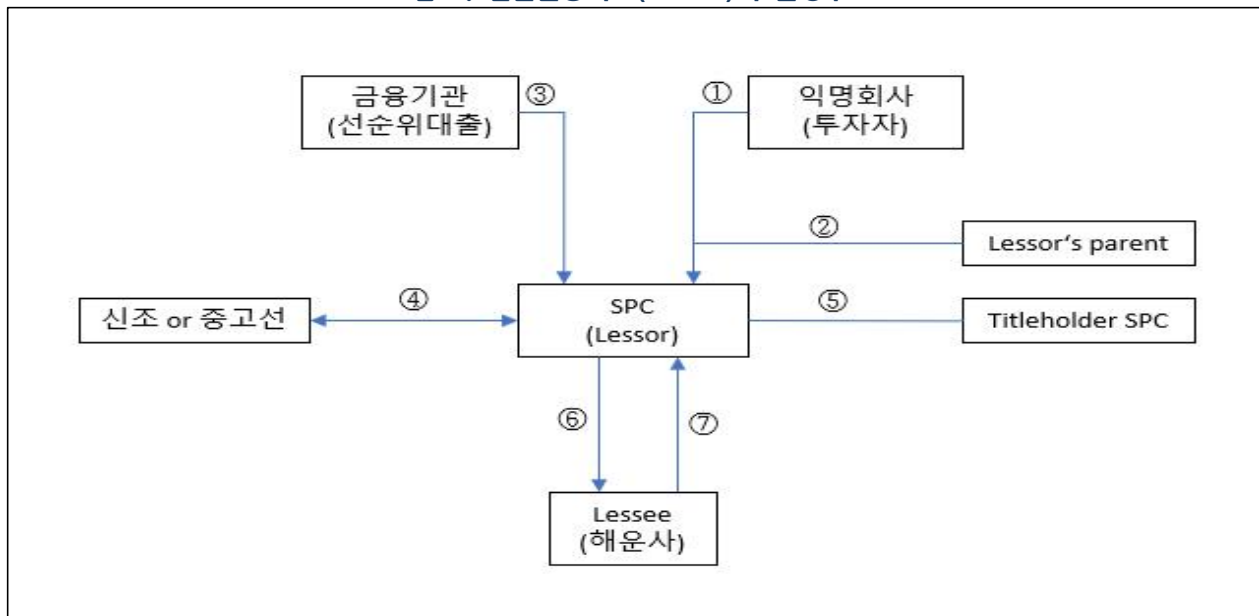 금융기관
(선순위대출)
③
①
익명회사
(투자자)
②
Lessor's parent
신조 or 중고선
④
SPC
(Lessor)
⑤
Titleholder SPC
⑥
⑦
Lessee
(해운사)